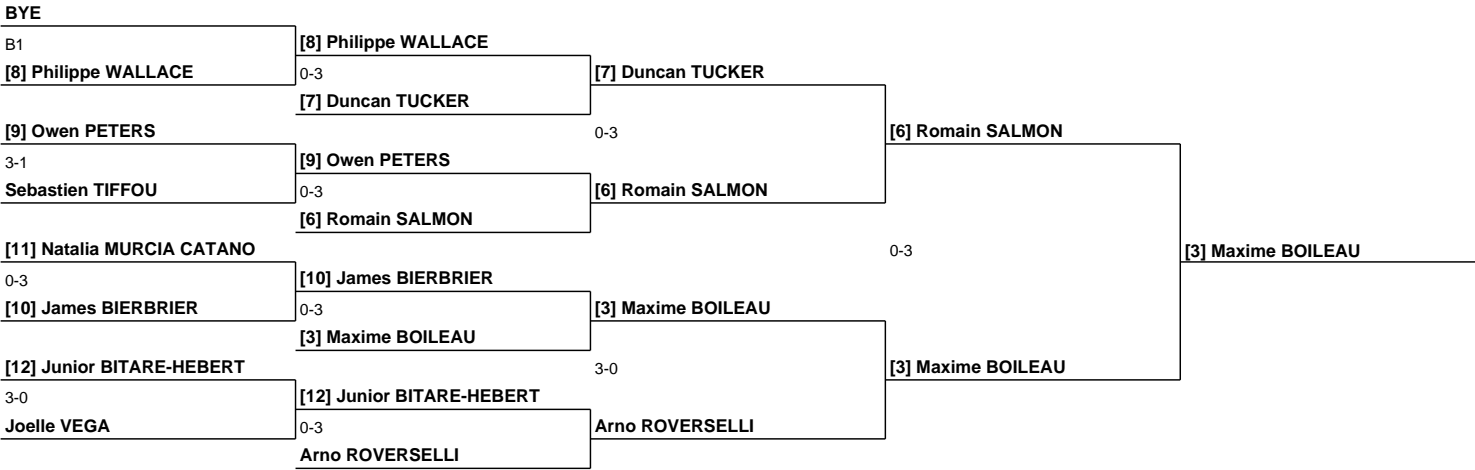 BYE
B1
[8] Philippe WALLACE
[8] Philippe WALLACE
0-3
[7] Duncan TUCKER
[7] Duncan TUCKER
[9] Owen PETERS
0-3
[6] Romain SALMON
3-1
[9] Owen PETERS
Sebastien TIFFOU
0-3
[6] Romain SALMON
[6] Romain SALMON
[11] Natalia MURCIA CATANO
0-3
[3] Maxime BOILEAU
0-3
[10] James BIERBRIER
[10] James BIERBRIER
0-3
[3] Maxime BOILEAU
[3] Maxime BOILEAU
[12] Junior BITARE-HEBERT
3-0
[3] Maxime BOILEAU
3-0
[12] Junior BITARE-HEBERT
Joelle VEGA
0-3
Arno ROVERSELLI
Arno ROVERSELLI